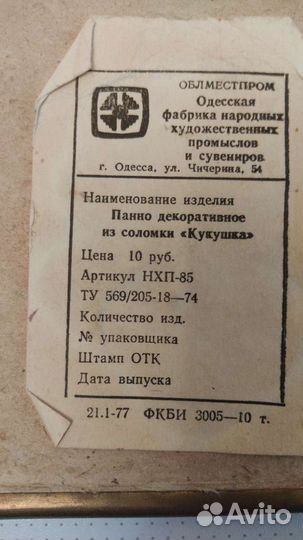 ОБЛМЕСТПРОМ
Одесская
фабрика народных
художественных
промыслов
и сувениров
г. Одесса, ул. Чичерина, 54
Наименование изделия
Панно декоративное
из соломки «Кукушка»
Цена 10 руб.
Артикул НХП-85
ТУ 569/205-18—74
Количество изд.
№ упаковщика
Штамп ОТК
Дата выпуска
21.1-77 ФКБИ 3005—10 т.
Avito